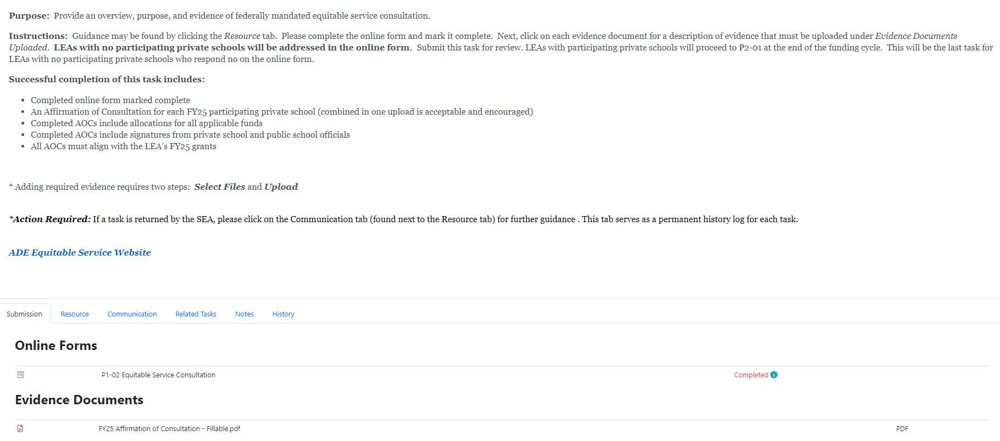 Purpose:  Provide an overview, purpose, and evidence of federally mandated equitable service consultation.
Instructions:  Guidance may be found by clicking the Resource tab.  Please complete the online form and mark it complete.  Next, click on each evidence document for a description of evidence that must be uploaded under Evidence Documents
Uploaded.  LEAs with no participating private schools will be addressed in the online form.  Submit this task for review. LEAs with participating private schools will proceed to P2-01 at the end of the funding cycle.  This will be the last task for
LEAs with no participating private schools who respond no on the online form.
Successful completion of this task includes:
• Completed online form marked complete
• An Affirmation of Consultation for each FY25 participating private school (combined in one upload is acceptable and encouraged)
• Completed AOCs include allocations for all applicable funds
• Completed AOCs include signatures from private school and public school officials
• All AOCs must align with the LEA's FY25 grants
* Adding required evidence requires two steps:  Select Files and Upload
*Action Required: If a task is returned by the SEA, please click on the Communication tab (found next to the Resource tab) for further guidance . This tab serves as a permanent history log for each task.
ADE Equitable Service Website
Submission Resource Communication Related Tasks Notes History
Online Forms
P1-02 Equitable Service Consultation Completed
Evidence Documents
FY25 Affirmation of Consultation - Fillable.pdf PDF